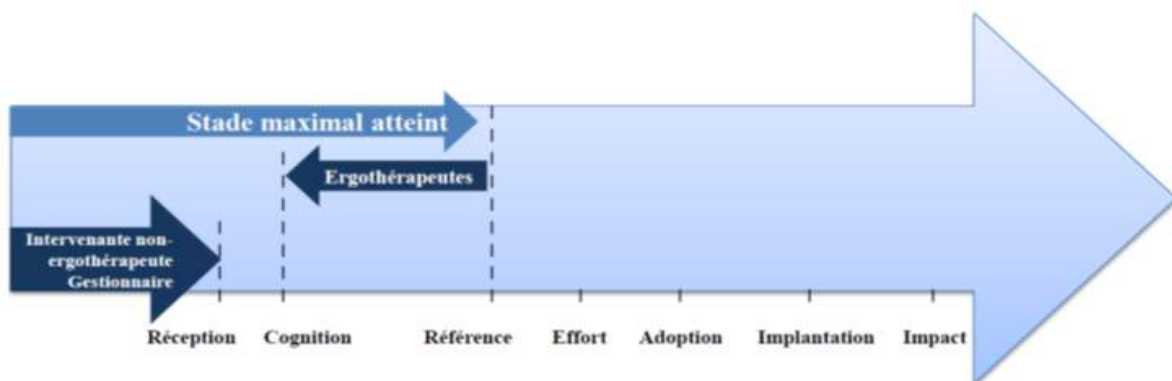 Stade maximal atteint
Ergothérapeutes
Intervenante non-
ergothérapeute
Gestionnaire
Réception Cognition Référence Effort Adoption Implantation Impact